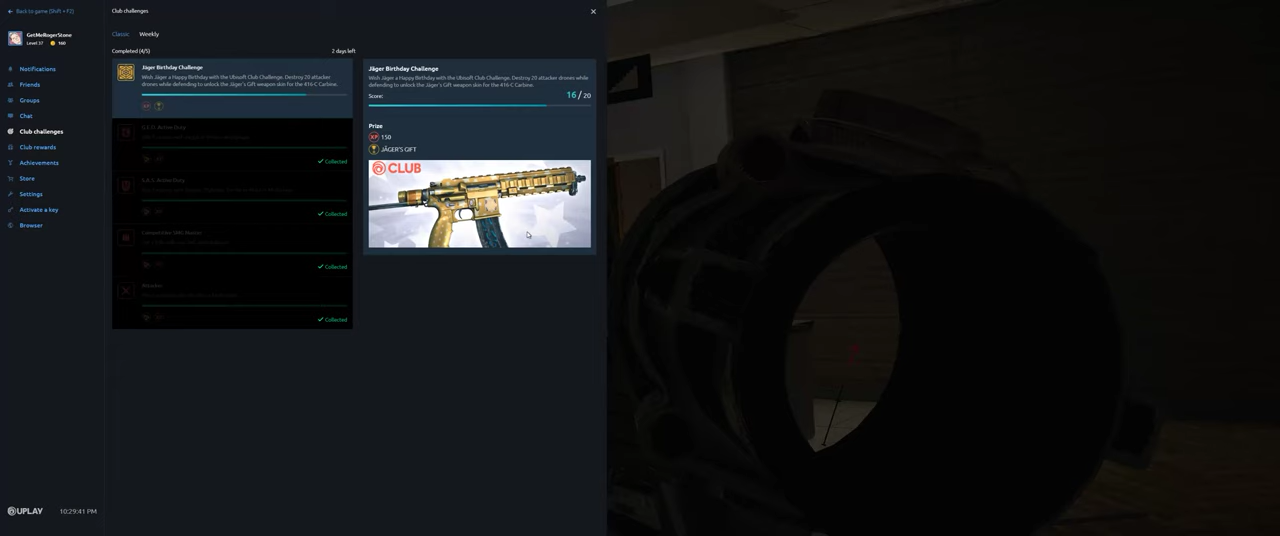 Back to game (Shift + F2)
GetMeRogerStone
Level 37 160
Notifications
Friends
Groups
Chat
Club challenges
Club rewards
Achievements
Store
Settings
Activate a key
Browser
UPLAY 10:29:41 PM
Club challenges
Classic Weekly
Completed (4/5) 2 days left
Jäger Birthday Challenge
Wish Jäger a Happy Birthday with the Ubisoft Club Challenge. Destroy 20 attacker
drones while defending to unlock the Jäger's Gift weapon skin for the 416-C Carbine.
XP
Collected
Collected
Collected
Attacker
Collected
Jäger Birthday Challenge
Wish Jäger a Happy Birthday with the Ubisoft Club Challenge. Destroy 20 attacker drones while
defending to unlock the Jäger's Gift weapon skin for the 416-C Carbine.
Score: 16 / 20
Prize
XP 150
JÄGER'S GIFT
CLUB